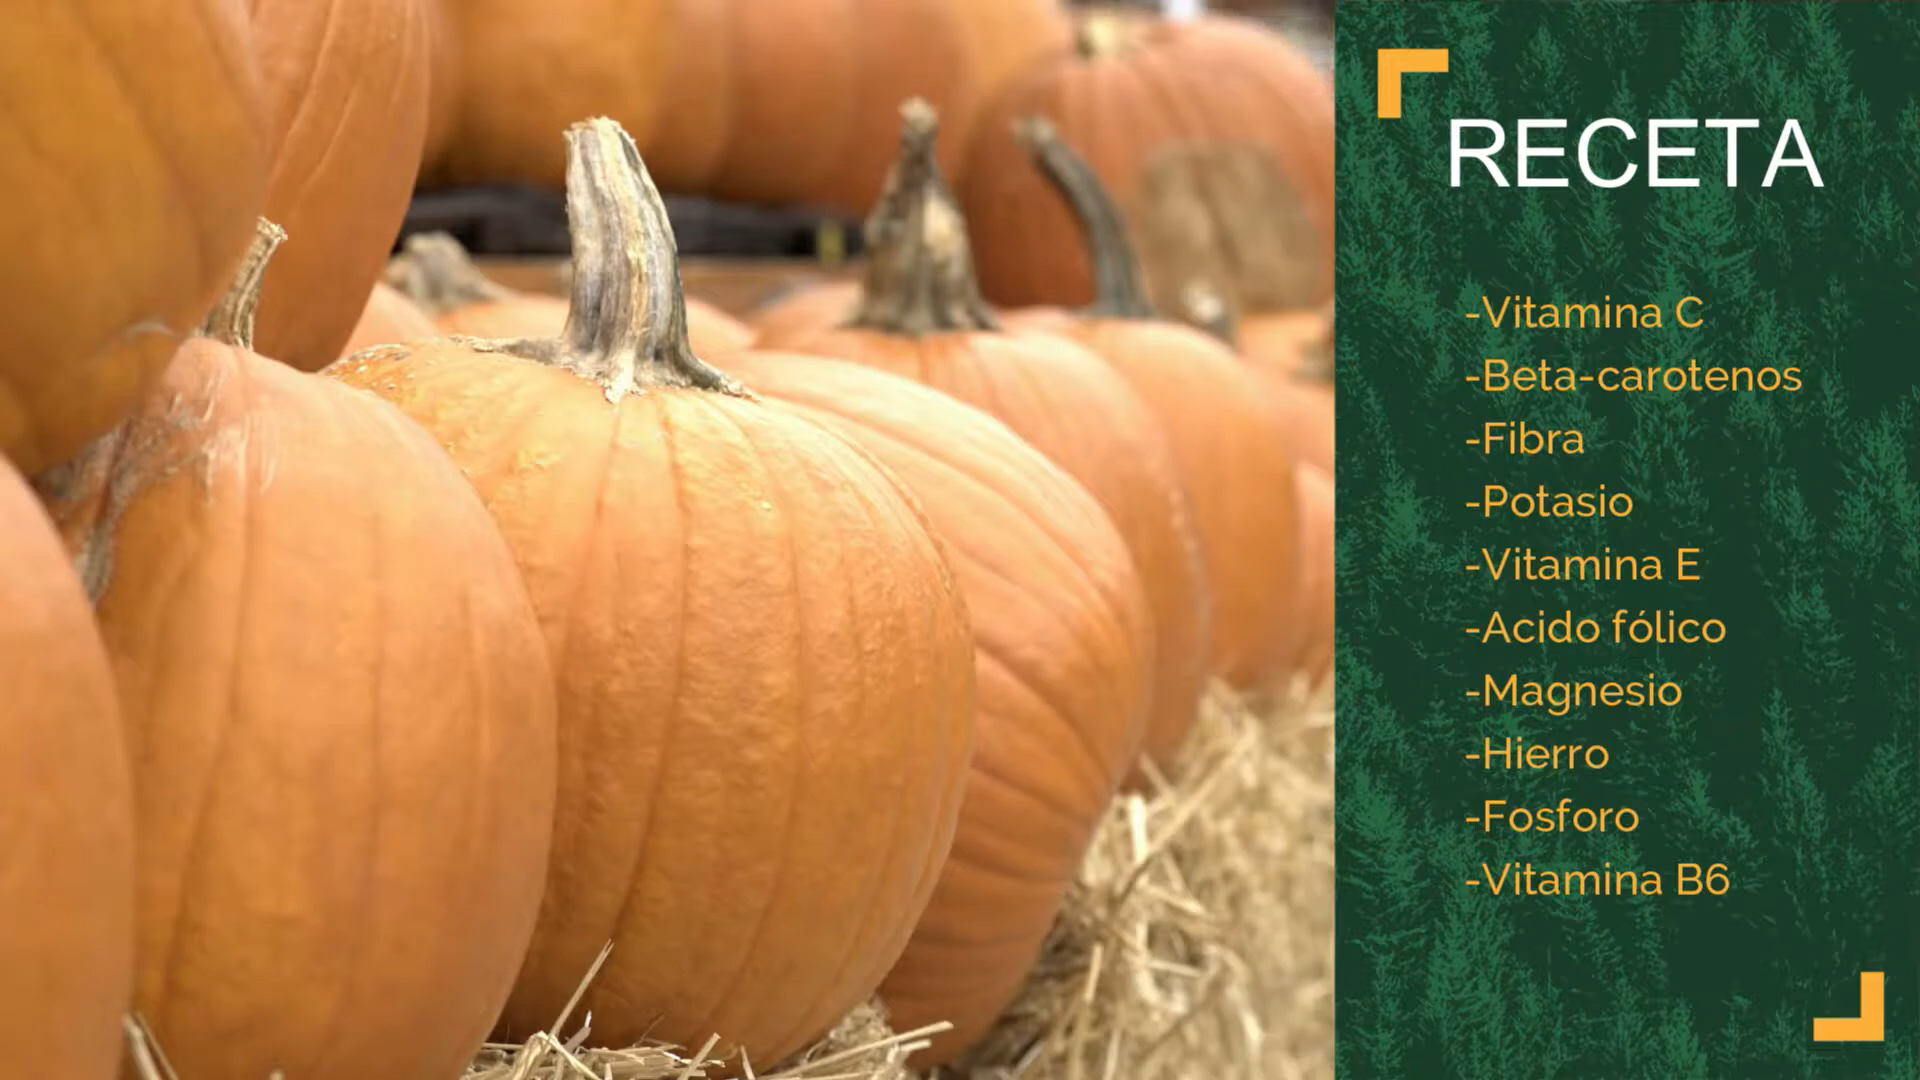 RECETA
-Vitamina C
-Beta-carotenos
-Fibra
-Potasio
-Vitamina E
-Acido fólico
-Magnesio
-Hierro
-Fosforo
-Vitamina B6